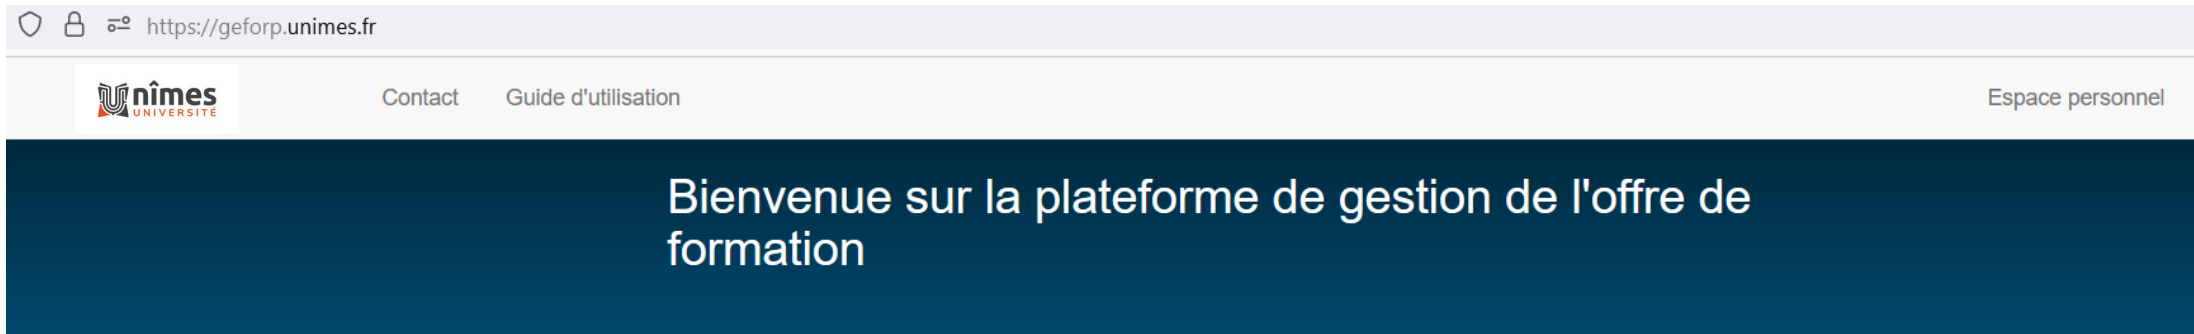 https://geforp.unimes.fr
nîmes
UNIVERSITÉ
Contact
Guide d'utilisation
Espace personnel
Bienvenue sur la plateforme de gestion de l'offre de
formation